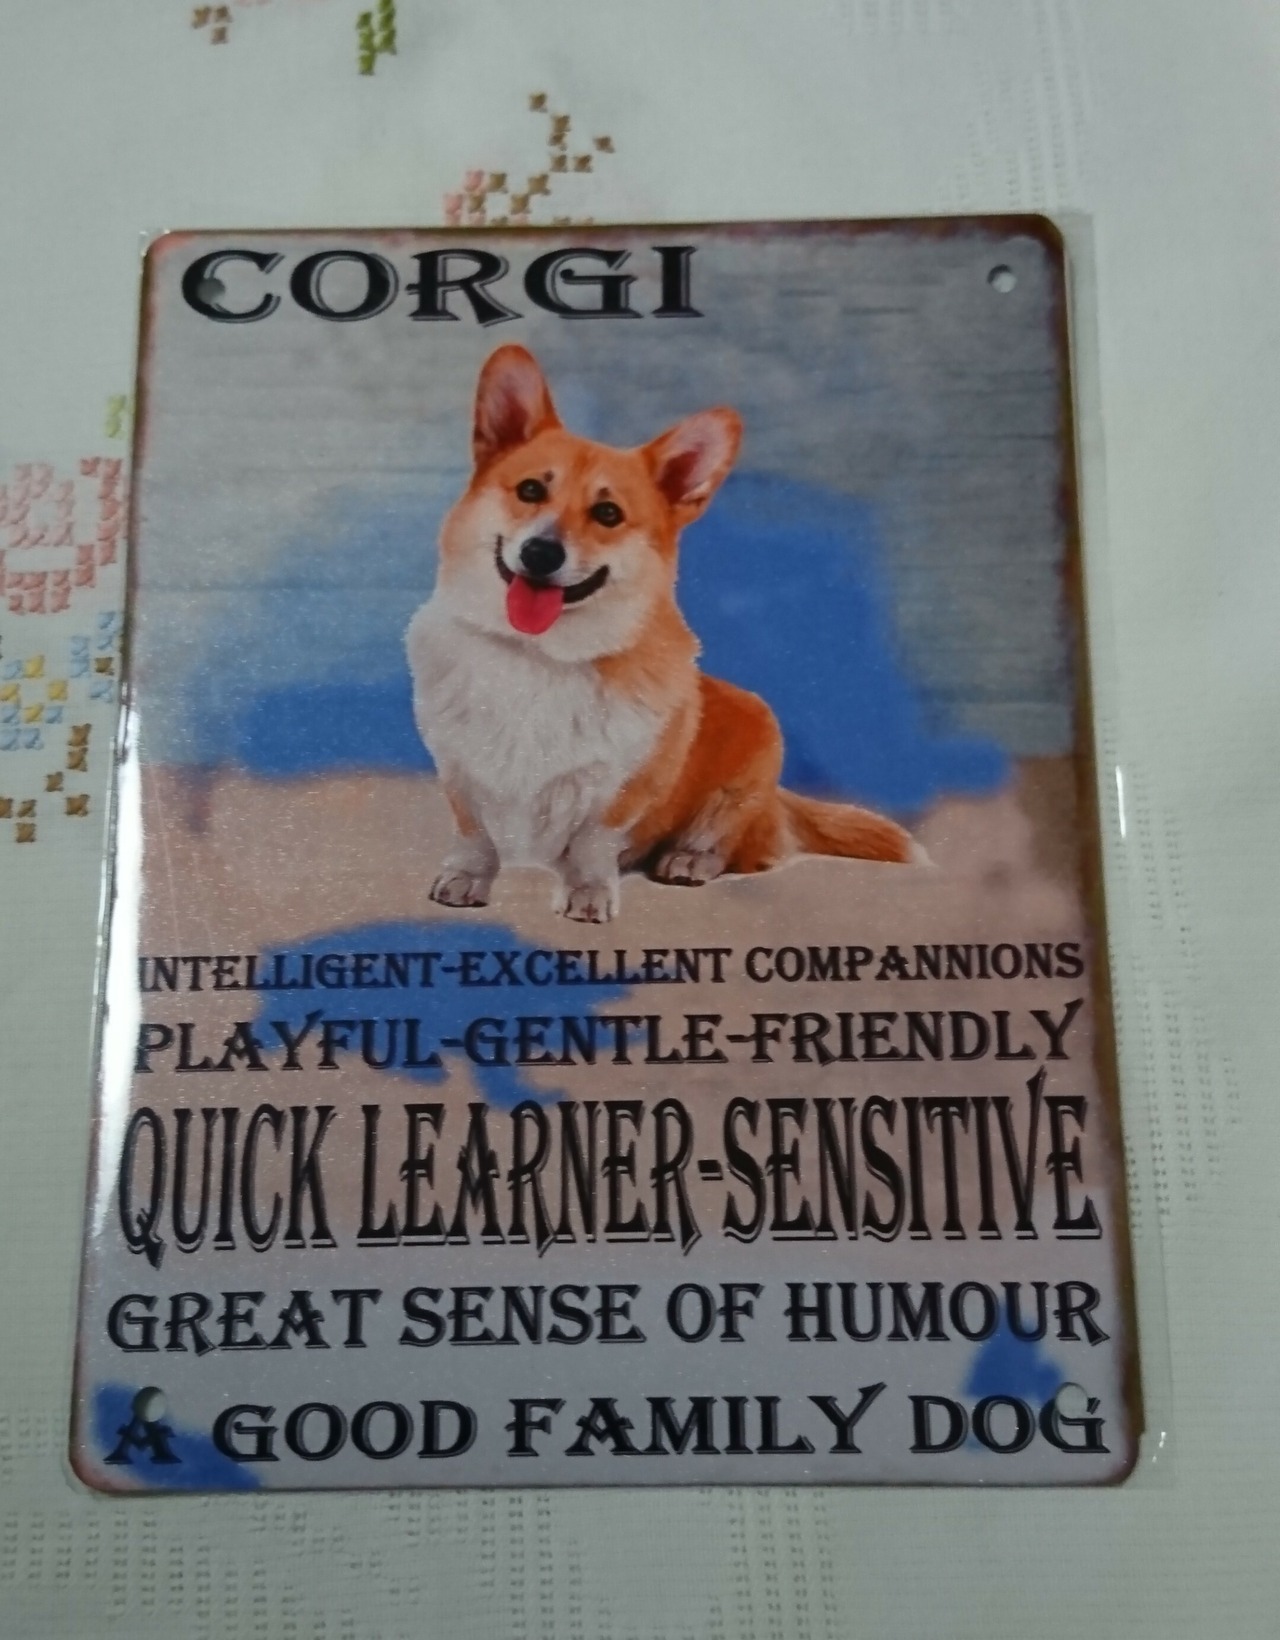 CORGI
INTELLIGENT-EXCELLENT COMPANNIONS
PLAYFUL-GENTLE-FRIENDLY
QUICK LEARNER-SENSITIVE
GREAT SENSE OF HUMOUR
A GOOD FAMILY DOG